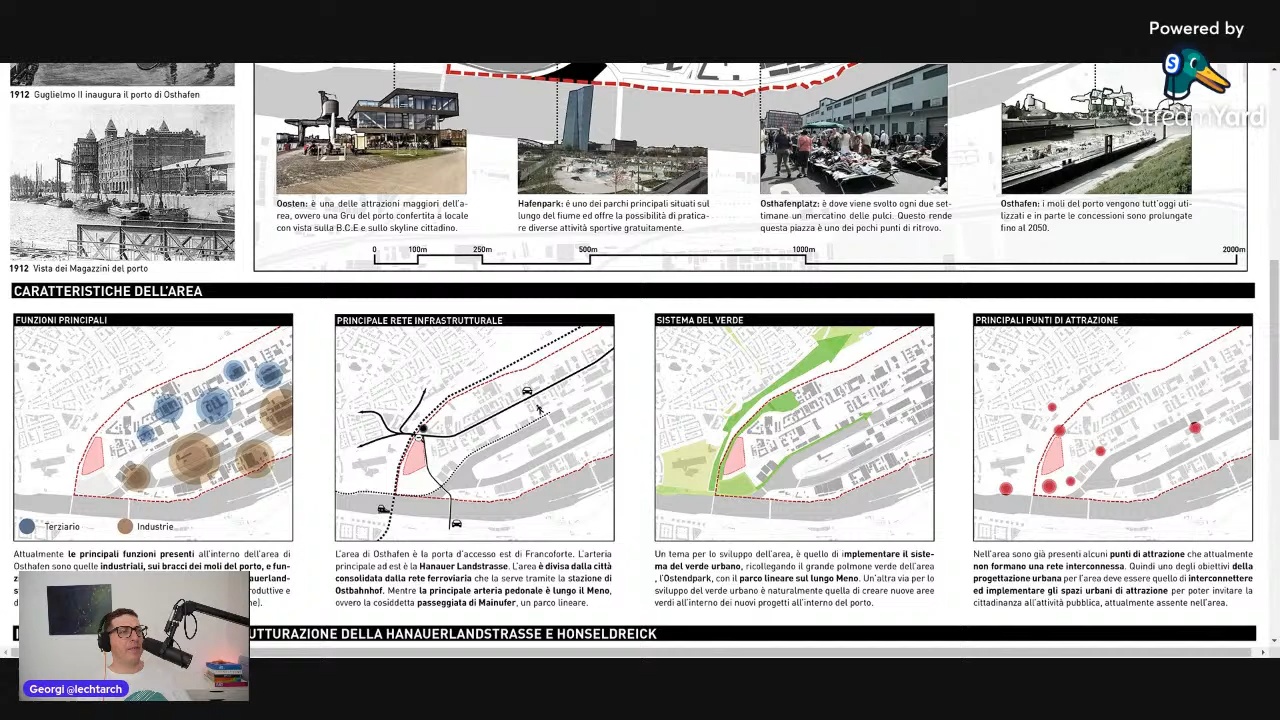 Powered by
S
StreamYard
1912 Guglielmo II inaugura il porto di Osthafen
1912 Vista dei Magazzini del porto
Oosten: è una delle attrazioni maggiori dell'a-
rea, ovvero una Gru del porto confertita a locale
con vista sulla B.C.E e sullo skyline cittadino.
Hafenpark: è uno dei parchi principali situati sul
lungo del fiume ed offre la possibilità di pratica-
re diverse attività sportive gratuitamente.
Osthafenplatz: è dove viene svolto ogni due set-
timane un mercatino delle pulci. Questo rende
questa piazza è uno dei pochi punti di ritrovo.
Osthafen: i moli del porto vengono tutt'oggi uti-
lizzati e in parte le concessioni sono prolungate
fino al 2050.
0 100m 250m 500m 1000m 2000m
CARATTERISTICHE DELL'AREA
FUNZIONI PRINCIPALI
Terziario Industrie
Attualmente le principali funzioni presenti all'interno dell'area di
Osthafen sono quelle industriali, sui bracci dei moli del porto, e fun-
auerland-
oduttive e
ne).
PRINCIPALE RETE INFRASTRUTTURALE
L'area di Osthafen è la porta d'accesso est di Francoforte. L'arteria
principale ad est è la Hanauer Landstrasse. L'area è divisa dalla città
consolidata dalla rete ferroviaria che la serve tramite la stazione di
Ostbahnhof. Mentre la principale arteria pedonale è lungo il Meno,
ovvero la cosiddetta passeggiata di Mainufer, un parco lineare.
SISTEMA DEL VERDE
Un tema per lo sviluppo dell'area, è quello di implementare il siste-
ma del verde urbano, ricollegando il grande polmone verde dell'area
, l'Ostendpark, con il parco lineare sul lungo Meno. Un'altra via per lo
sviluppo del verde urbano è naturalmente quella di creare nuove aree
verdi all'interno dei nuovi progetti all'interno del porto.
PRINCIPALI PUNTI DI ATTRAZIONE
Nell'area sono già presenti alcuni punti di attrazione che attualmente
non formano una rete interconnessa. Quindi uno degli obiettivi della
progettazione urbana per l'area deve essere quello di interconnettere
ed implementare gli spazi urbani di attrazione per poter invitare la
cittadinanza all'attività pubblica, attualmente assente nell'area.
UTTURAZIONE DELLA HANAUERLANDSTRASSE E HONSELDREICK
Georgi @lechtarch